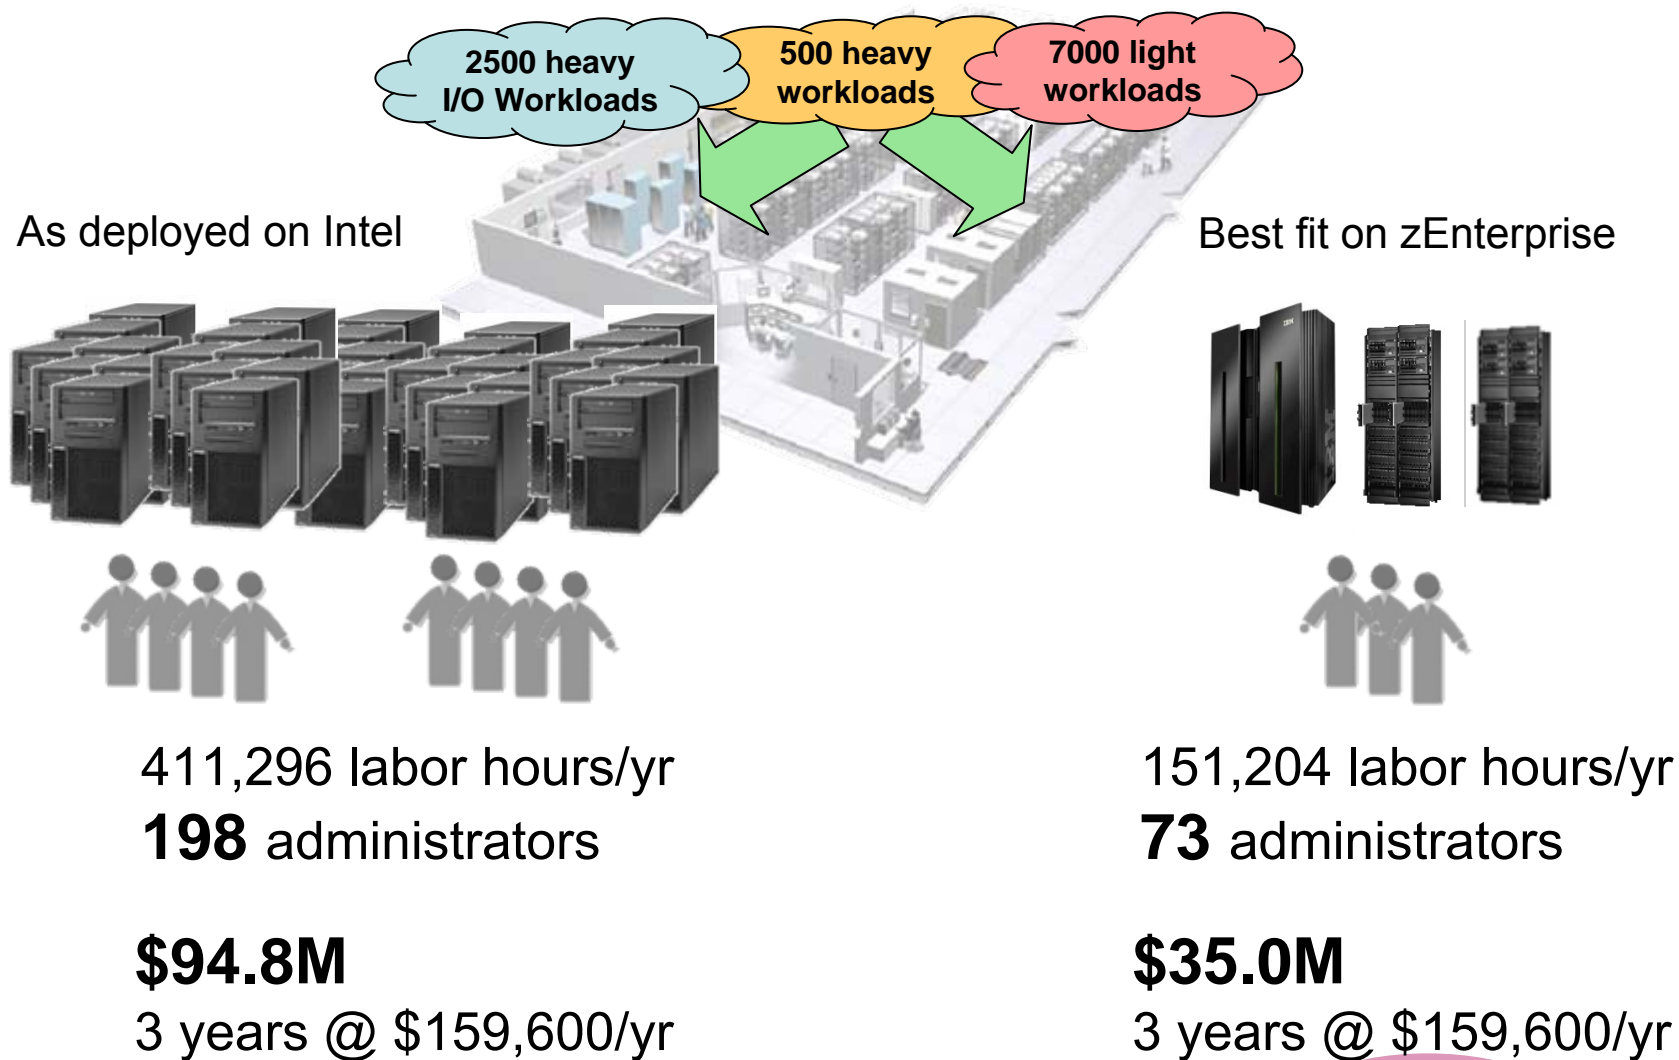 2500 heavy
I/O Workloads
500 heavy
workloads
7000 light
workloads
As deployed on Intel
Best fit on zEnterprise
IBM
411,296 labor hours/yr
198 administrators
$94.8M
3 years @ $159,600/yr
151,204 labor hours/yr
73 administrators
$35.0M
3 years @ $159,600/yr